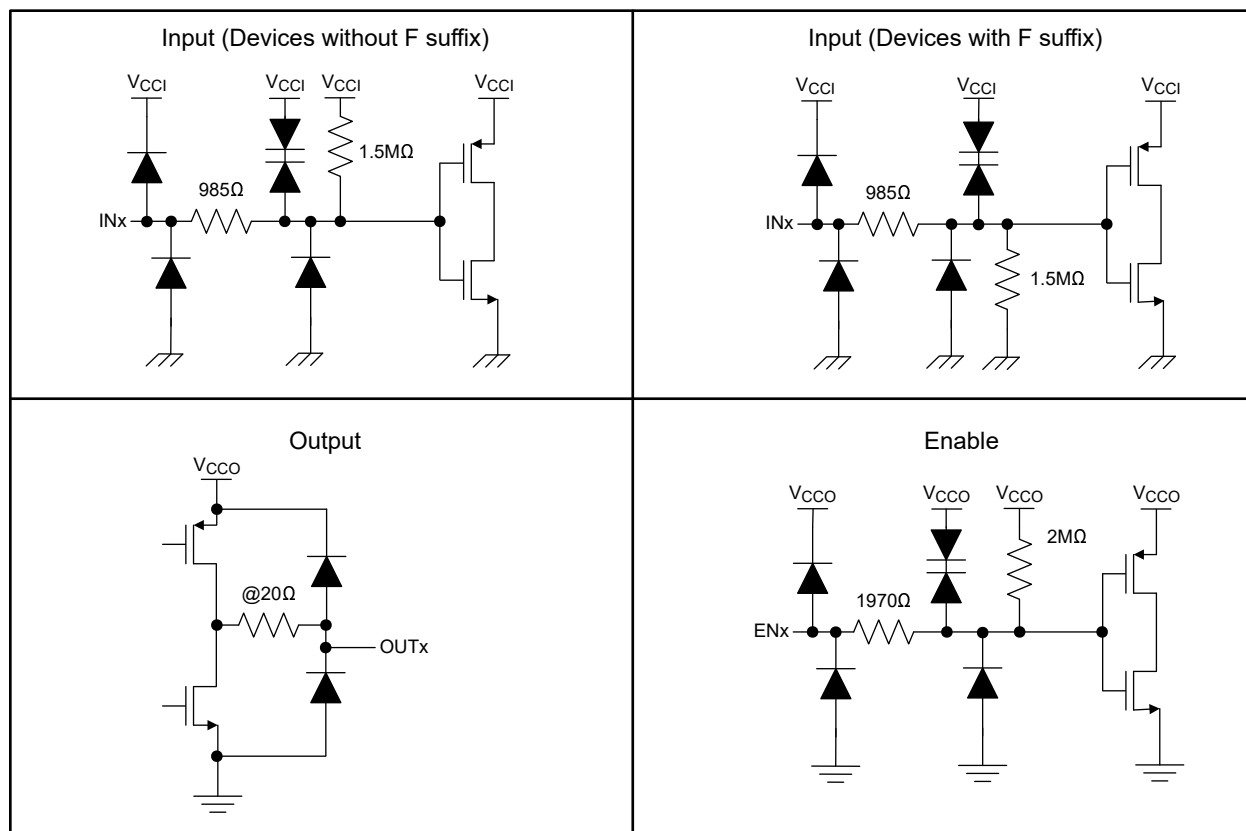 Input (Devices without F suffix)
VCCI
VCCI
VCCI
VCCI
1.5MΩ
985Ω
INx
Input (Devices with F suffix)
VCCI
VCCI
VCCI
985Ω
INx
1.5MΩ
Output
VCCO
@20Ω
OUTx
Enable
VCCO
VCCO
VCCO
VCCO
2MΩ
1970Ω
ENx